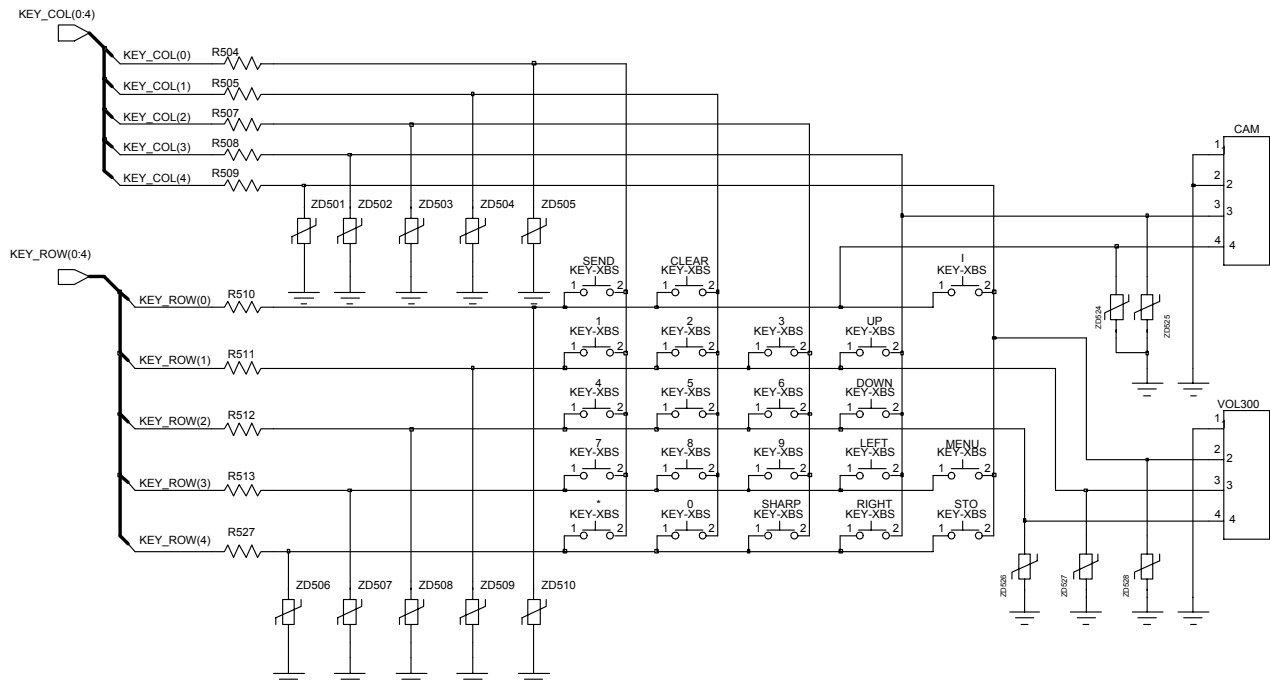 KEY_COL(0:4)
KEY_COL(0) R504
KEY_COL(1) R505
KEY_COL(2) R507
KEY_COL(3) R508
KEY_COL(4) R509
CAM
1 1
2 2
3 3
4 4
ZD501 ZD502 ZD503 ZD504 ZD505
KEY_ROW(0:4)
SEND CLEAR I
KEY-XBS KEY-XBS KEY-XBS
KEY_ROW(0) R510 1 2 1 2 1 2
ZD524 ZD525
1 2 3 UP
KEY-XBS KEY-XBS KEY-XBS KEY-XBS
KEY_ROW(1) R511 1 2 1 2 1 2 1 2
4 5 6 DOWN
KEY-XBS KEY-XBS KEY-XBS KEY-XBS
KEY_ROW(2) R512 1 2 1 2 1 2 1 2
VOL300
1 1
2 2
3 3
4 4
7 8 9 LEFT MENU
KEY-XBS KEY-XBS KEY-XBS KEY-XBS KEY-XBS
KEY_ROW(3) R513 1 2 1 2 1 2 1 2 1 2
* 0 SHARP RIGHT STO
KEY-XBS KEY-XBS KEY-XBS KEY-XBS KEY-XBS
KEY_ROW(4) R527 1 2 1 2 1 2 1 2 1 2
ZD506 ZD507 ZD508 ZD509 ZD510
ZD526 ZD527 ZD528